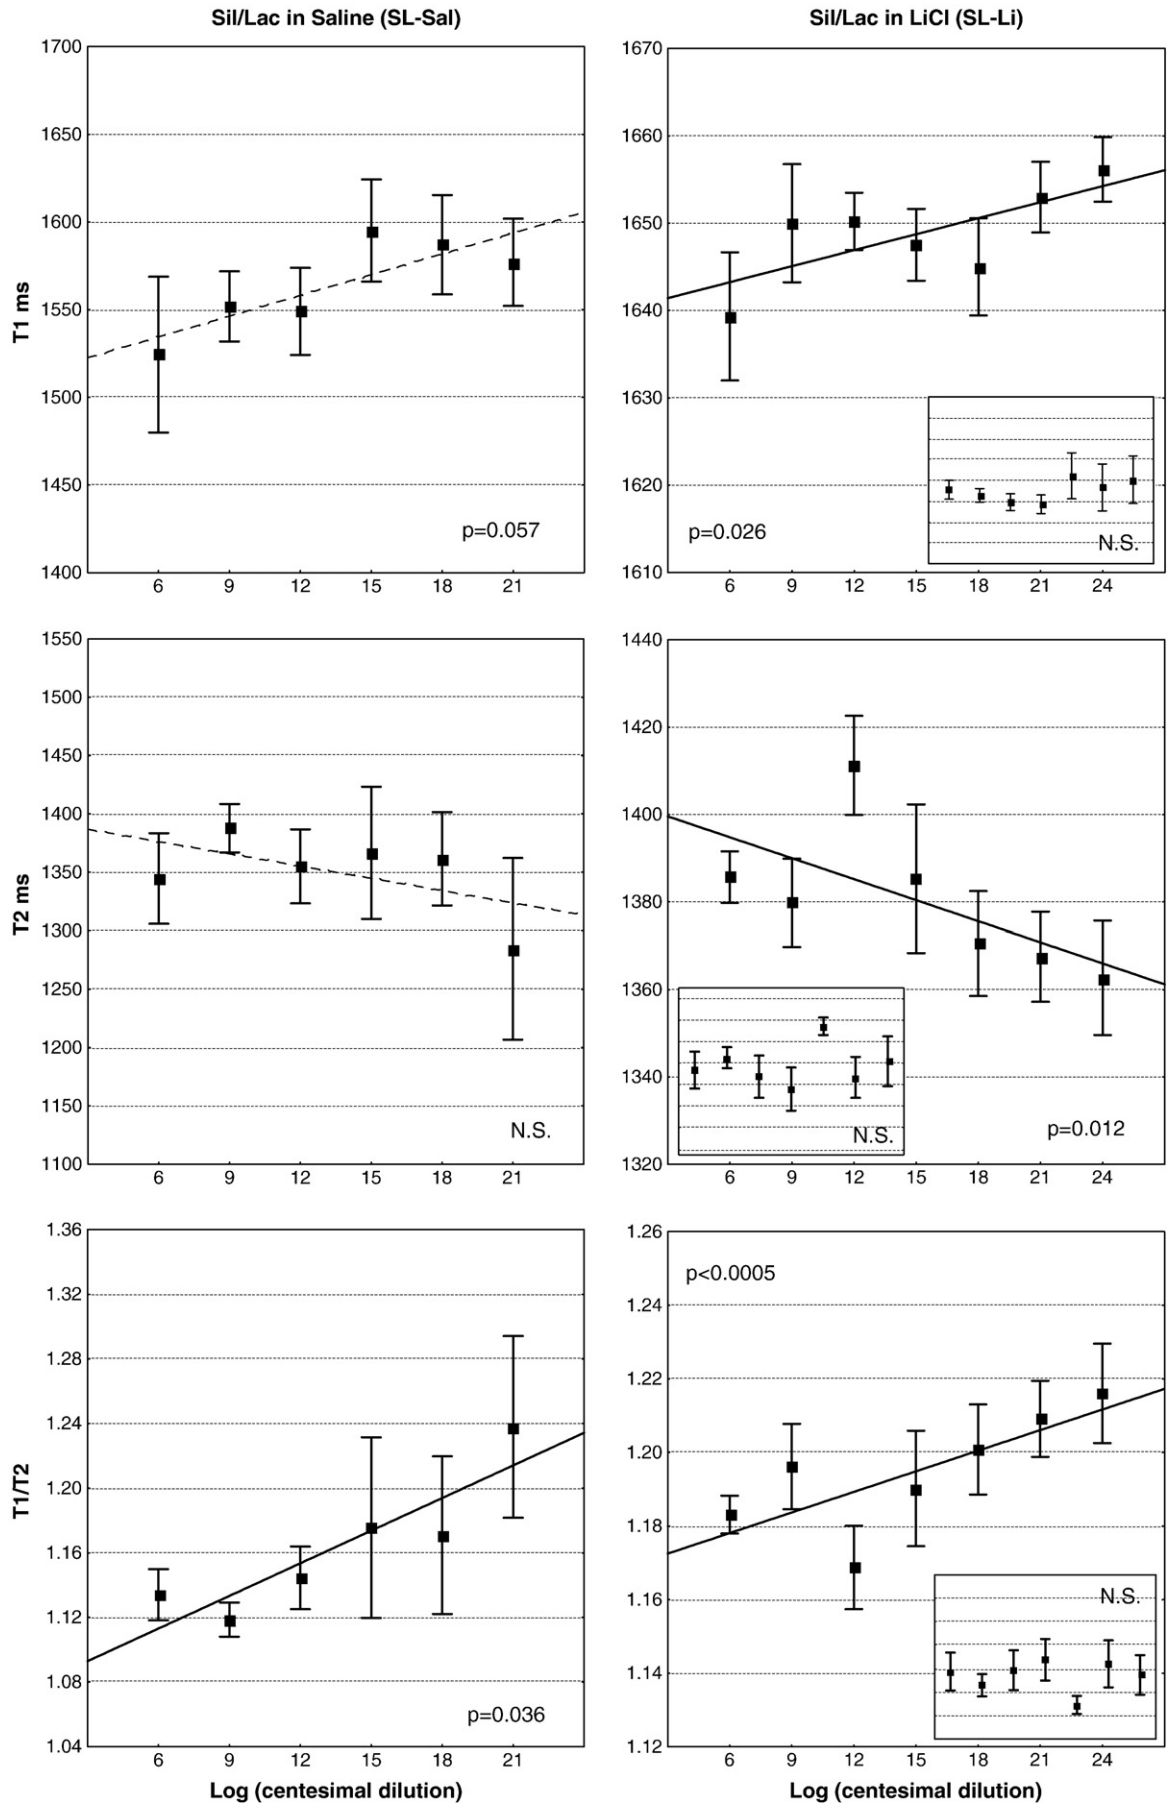 Sil/Lac in Saline (SL-Sal)
1700
1650
1600
1550
1500
1450
1400
T1 ms
p=0.057
6 9 12 15 18 21
Sil/Lac in LiCl (SL-Li)
1670
1660
1650
1640
1630
1620
1610
p=0.026
N.S.
6 9 12 15 18 21 24
1550
1500
1450
1400
1350
1300
1250
1200
1150
1100
T2 ms
N.S.
6 9 12 15 18 21
1440
1420
1400
1380
1360
1340
1320
N.S.
p=0.012
6 9 12 15 18 21 24
1.36
1.32
1.28
1.24
1.20
1.16
1.12
1.08
1.04
T1/T2
p=0.036
6 9 12 15 18 21
Log (centesimal dilution)
1.26
1.24
1.22
1.20
1.18
1.16
1.14
1.12
p<0.0005
N.S.
6 9 12 15 18 21 24
Log (centesimal dilution)